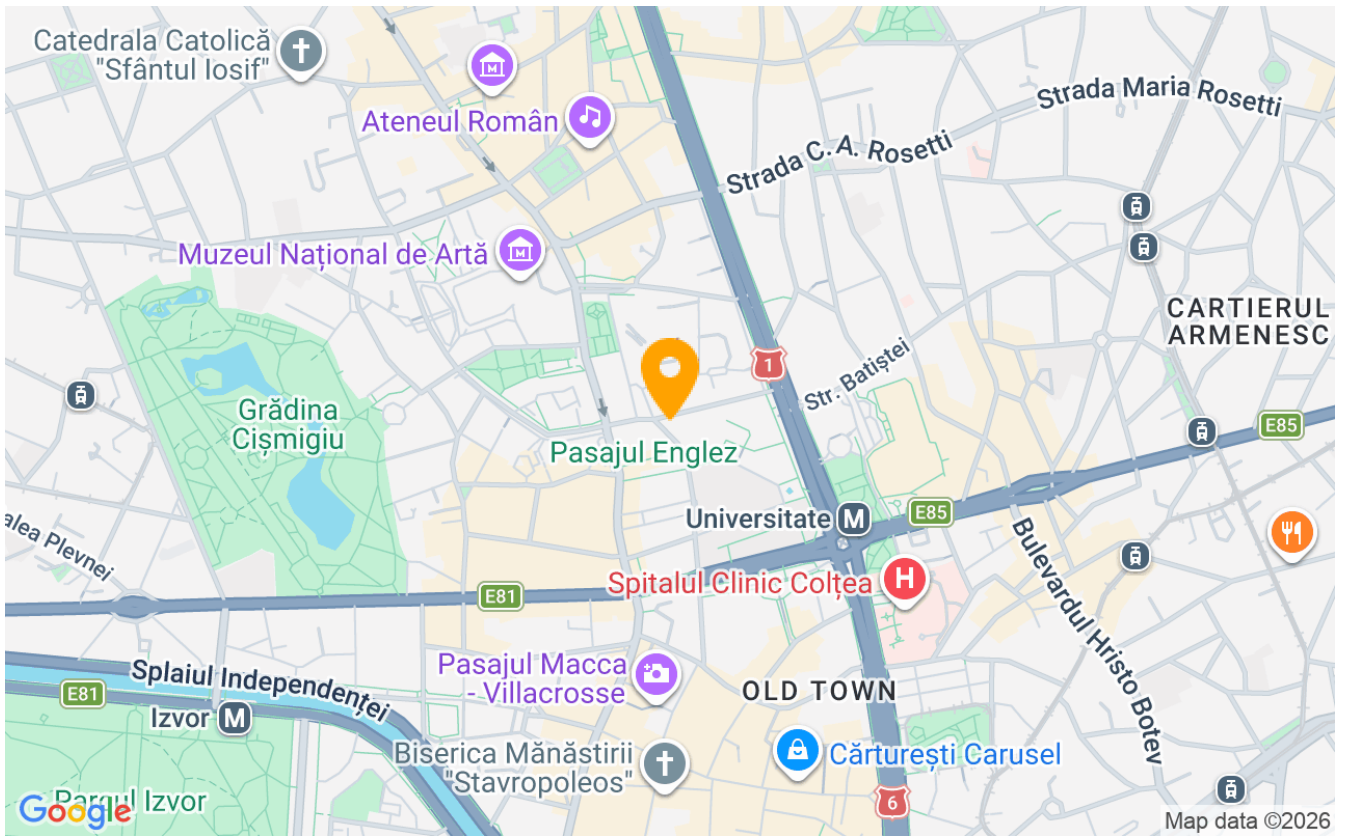 Catedrala Catolică
"Sfântul Iosif"
Ateneul Român
Strada Maria Rosetti
Strada C. A. Rosetti
Muzeul Național de Artă
CARTIERUL
ARMENESC
1
Str. Batiștei
Grădina
Cișmigiu
E85
Pasajul Englez
Universitate M
E85
alea Plevnei
Bulevardul Hristo Botev
Spitalul Clinic Colțea H
E81
Pasajul Macca
- Villacrosse
Splaiul Independenței
E81
OLD TOWN
Izvor M
Biserica Mănăstirii
"Stavropoleos"
Cărturești Carusel
Parcul Izvor
6
Google
Map data ©2026